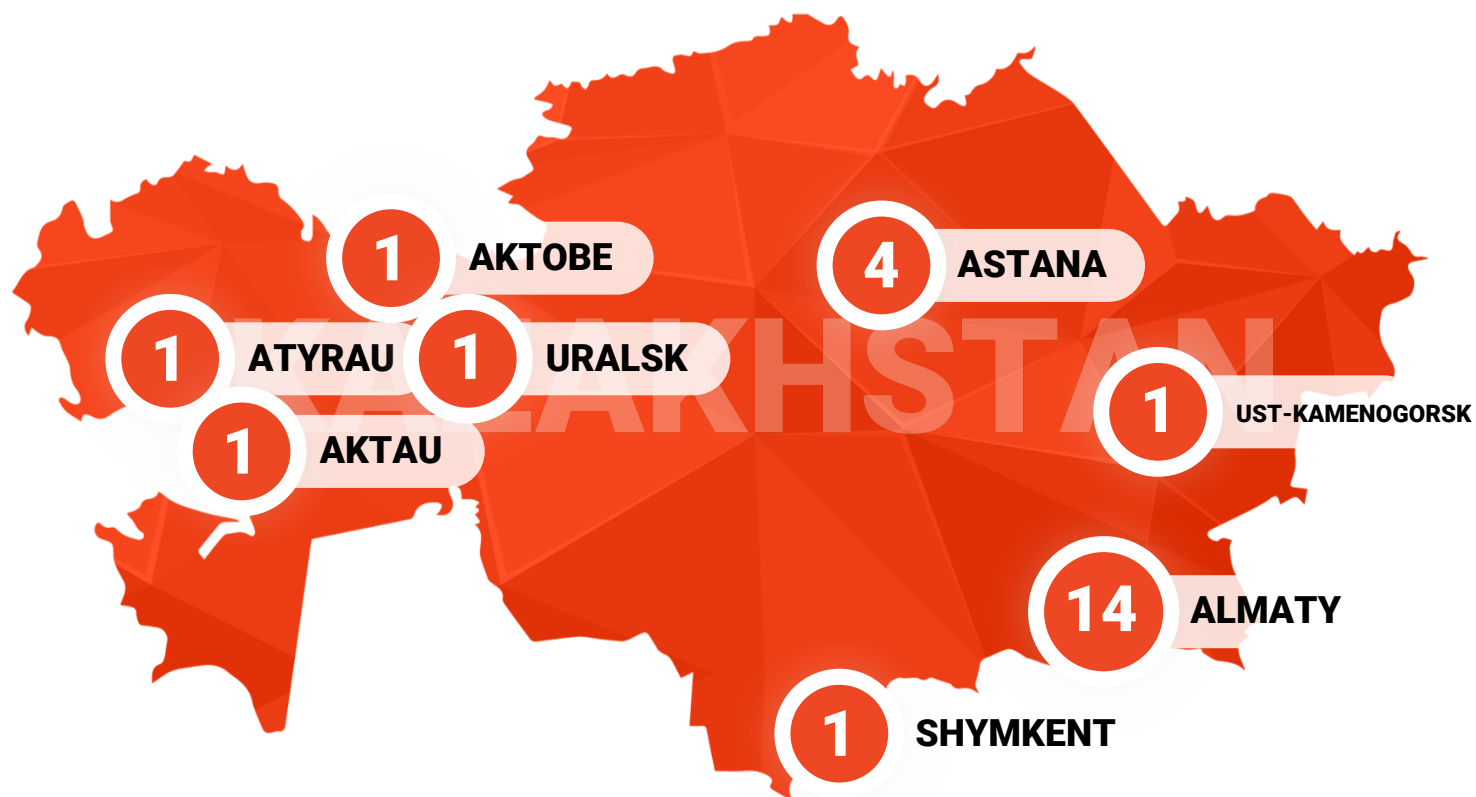 1 AKTOBE
4 ASTANA
KAZAKHSTAN
1 ATYRAU
1 URALSK
1 UST-KAMENOGORSK
1 AKTAU
14 ALMATY
1 SHYMKENT